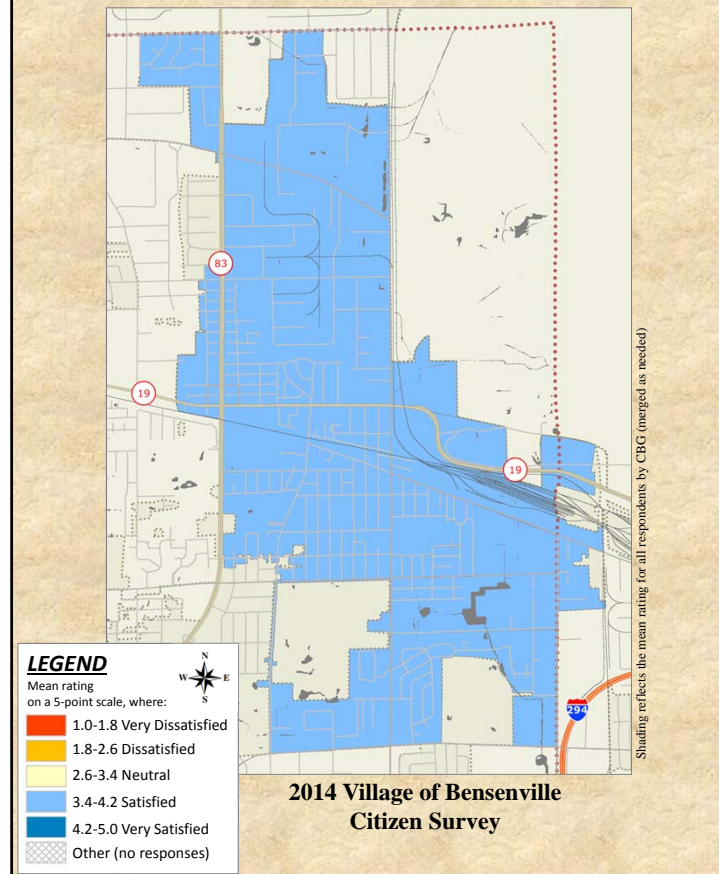 83
19
19
294
Shading reflects the mean rating for all respondents by CBG (merged as needed)
LEGEND
Mean rating
on a 5-point scale, where:
N
W E
S
1.0-1.8 Very Dissatisfied
1.8-2.6 Dissatisfied
2.6-3.4 Neutral
3.4-4.2 Satisfied
4.2-5.0 Very Satisfied
Other (no responses)
2014 Village of Bensenville
Citizen Survey